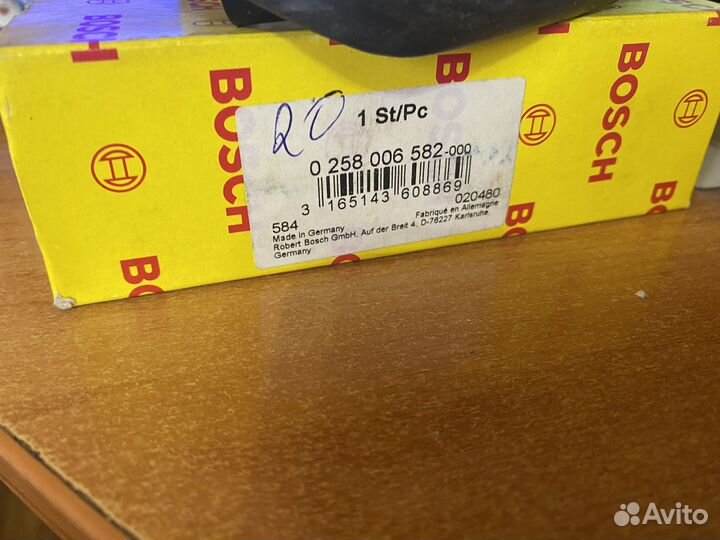 BOSCH
BOSCH
BOSCH
20
1 St/Pc
0 258 006 582-000
3 165143 608869
020480
584
Fabriqué en Allemagne
Made in Germany
Robert Bosch GmbH, Auf der Breit 4, D-76227 Karlsruhe,
Germany
Avito